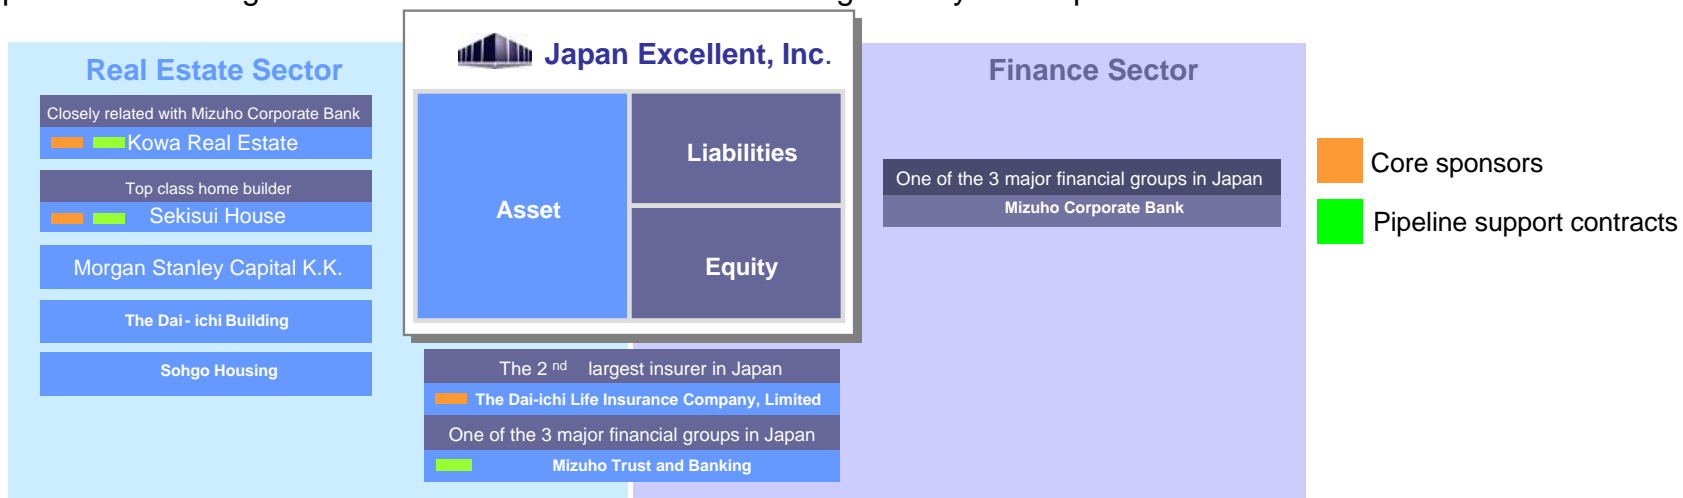 Japan Excellent, Inc.
Real Estate Sector
Finance Sector
Closely related with Mizuho Corporate Bank
Kowa Real Estate
Top class home builder
Sekisui House
Morgan Stanley Capital K.K.
The Dai-ichi Building
Sohgo Housing
Asset
Liabilities
Equity
The 2nd largest insurer in Japan
The Dai-ichi Life Insurance Company, Limited
One of the 3 major financial groups in Japan
Mizuho Trust and Banking
One of the 3 major financial groups in Japan
Mizuho Corporate Bank
Core sponsors
Pipeline support contracts